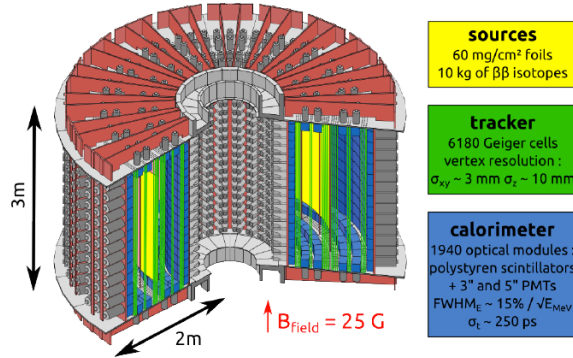 sources
60 mg/cm² foils
10 kg of ββ isotopes
tracker
6180 Geiger cells
vertex resolution :
σxy ~ 3 mm σz ~ 10 mm
calorimeter
1940 optical modules :
polystyren scintillators
+ 3" and 5" PMTs
FWHME ~ 15% / √EMeV
σt ~ 250 ps
3m
2m
Bfield = 25 G